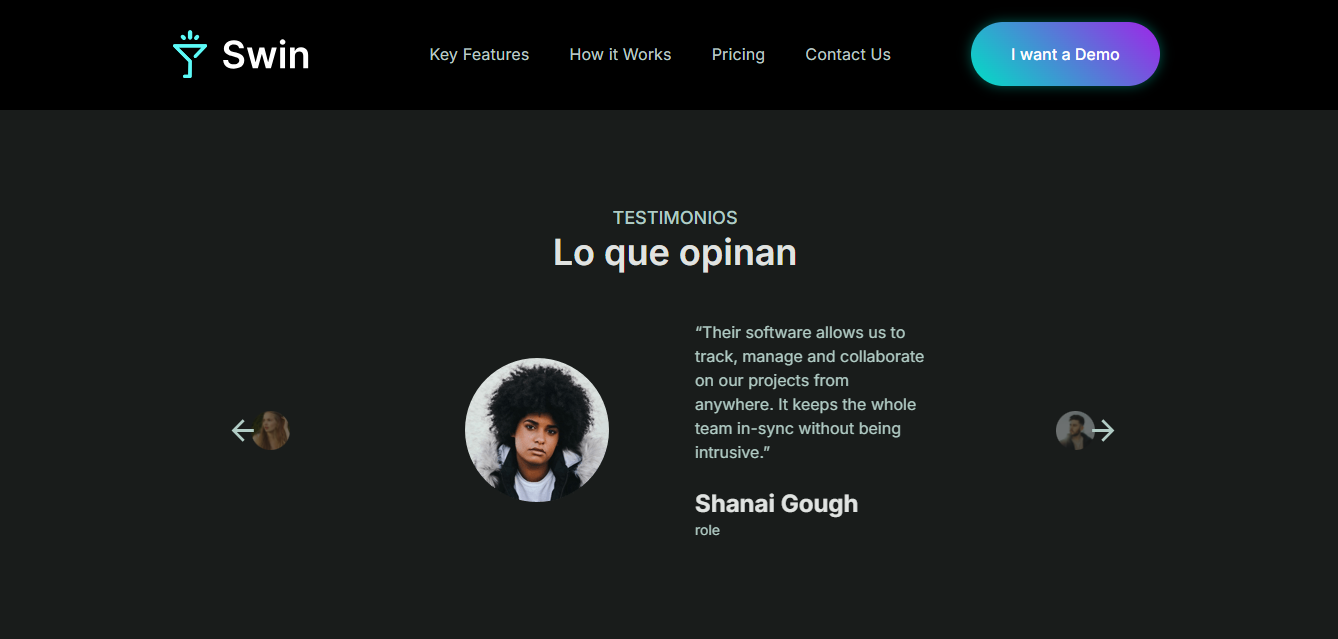 Swin
Key Features
How it Works
Pricing
Contact Us
I want a Demo
TESTIMONIOS
Lo que opinan
“Their software allows us to
track, manage and collaborate
on our projects from
anywhere. It keeps the whole
team in-sync without being
intrusive.”
Shanai Gough
role